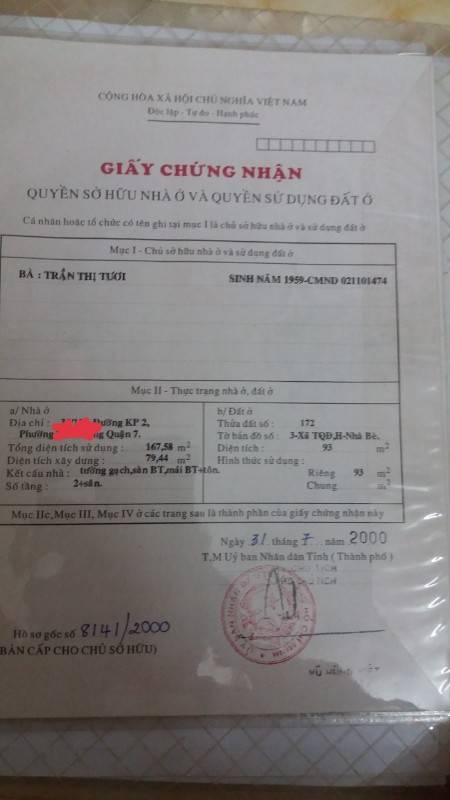 CỘNG HÒA XÃ HỘI CHỦ NGHĨA VIỆT NAM
Độc lập - Tự do - Hạnh phúc
GIẤY CHỨNG NHẬN
QUYỀN SỞ HỮU NHÀ Ở VÀ QUYỀN SỬ DỤNG ĐẤT Ở
Cá nhân hoặc tổ chức có tên ghi tại mục I là chủ sở hữu nhà ở và sử dụng đất ở
Mục I - Chủ sở hữu nhà ở và sử dụng đất ở
BÀ : TRẦN THỊ TƯƠI SINH NĂM 1959-CMND 021101474
Mục II - Thực trạng nhà ở, đất ở
a/ Nhà ở
Địa chỉ : Đường KP 2,
Phường Quận 7.
Tổng diện tích sử dụng : 167,58 m²
Diện tích xây dựng : 79,44 m²
Kết cấu nhà : tường gạch,sàn BT,mái BT+tôn.
Số tầng : 2+sân.
b/ Đất ở
Thửa đất số : 172
Tờ bản đồ số : 3-Xã TQĐ,H-Nhà Bè.
Diện tích : 93 m²
Hình thức sử dụng :
Riêng 93 m²
Chung m²
Mục IIc,Mục III, Mục IV ở các trang sau là thành phần của giấy chứng nhận này
Ngày 31 tháng 7 năm 2000
T,M Uỷ ban Nhân dân Tỉnh ( Thành phố )
Hồ sơ gốc số 8141/2000
BẢN CẤP CHO CHỦ SỞ HỮU)